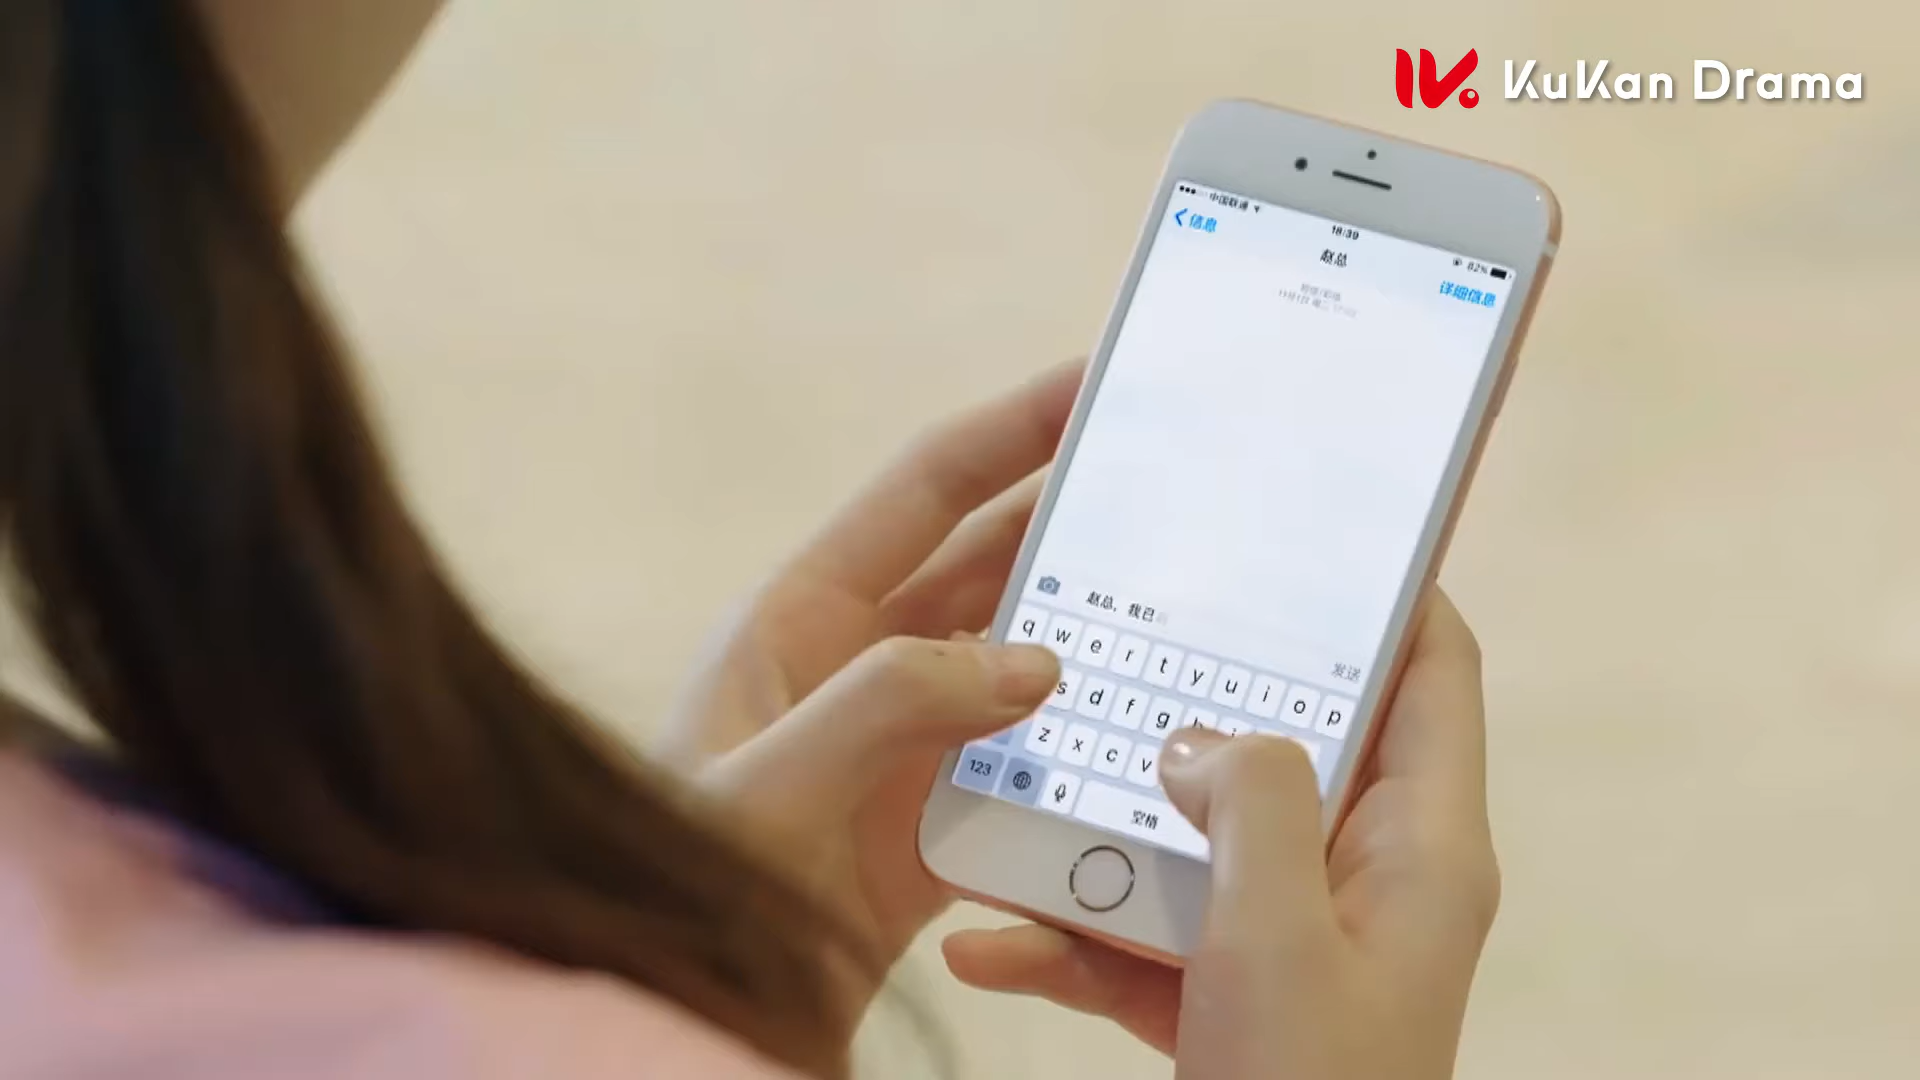 KuKan Drama
中国联通
18:39
82%
信息
赵总
详细信息
赵总，我已
发送
q w e r t y u i o p
s d f g h j
z x c v
123
空格